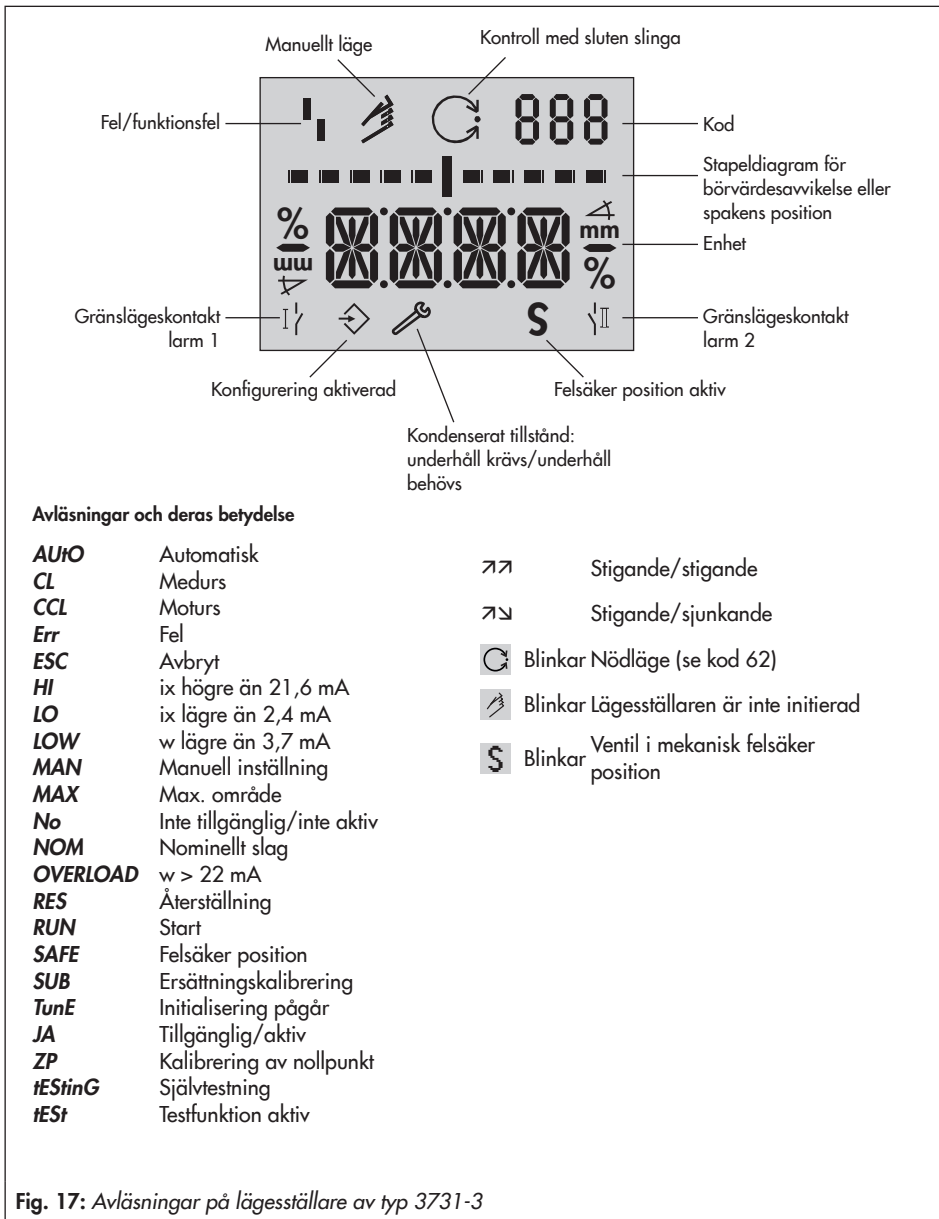 Manuellt läge
Kontroll med sluten slinga
Fel/funktionsfel
888
Kod
Stapeldiagram för
börvärdesavvikelse eller
spakens position
%
mm
mm
%
Enhet
Gränslägeskontakt
larm 1
I
S
II
Gränslägeskontakt
larm 2
Konfigurering aktiverad
Felsäker position aktiv
Kondenserat tillstånd:
underhåll krävs/underhåll
behövs
Avläsningar och deras betydelse
AUtO Automatisk
CL Medurs
CCL Moturs
Err Fel
ESC Avbryt
HI ix högre än 21,6 mA
LO ix lägre än 2,4 mA
LOW w lägre än 3,7 mA
MAN Manuell inställning
MAX Max. område
No Inte tillgänglig/inte aktiv
NOM Nominellt slag
OVERLOAD w > 22 mA
RES Återställning
RUN Start
SAFE Felsäker position
SUB Ersättningskalibrering
TunE Initialisering pågår
JA Tillgänglig/aktiv
ZP Kalibrering av nollpunkt
tEStinG Självtestning
tESt Testfunktion aktiv
↗↗ Stigande/stigande
↗↘ Stigande/sjunkande
Blinkar Nödläge (se kod 62)
Blinkar Lägesställaren är inte initierad
S Blinkar Ventil i mekanisk felsäker
position
Fig. 17: Avläsningar på lägesställare av typ 3731-3